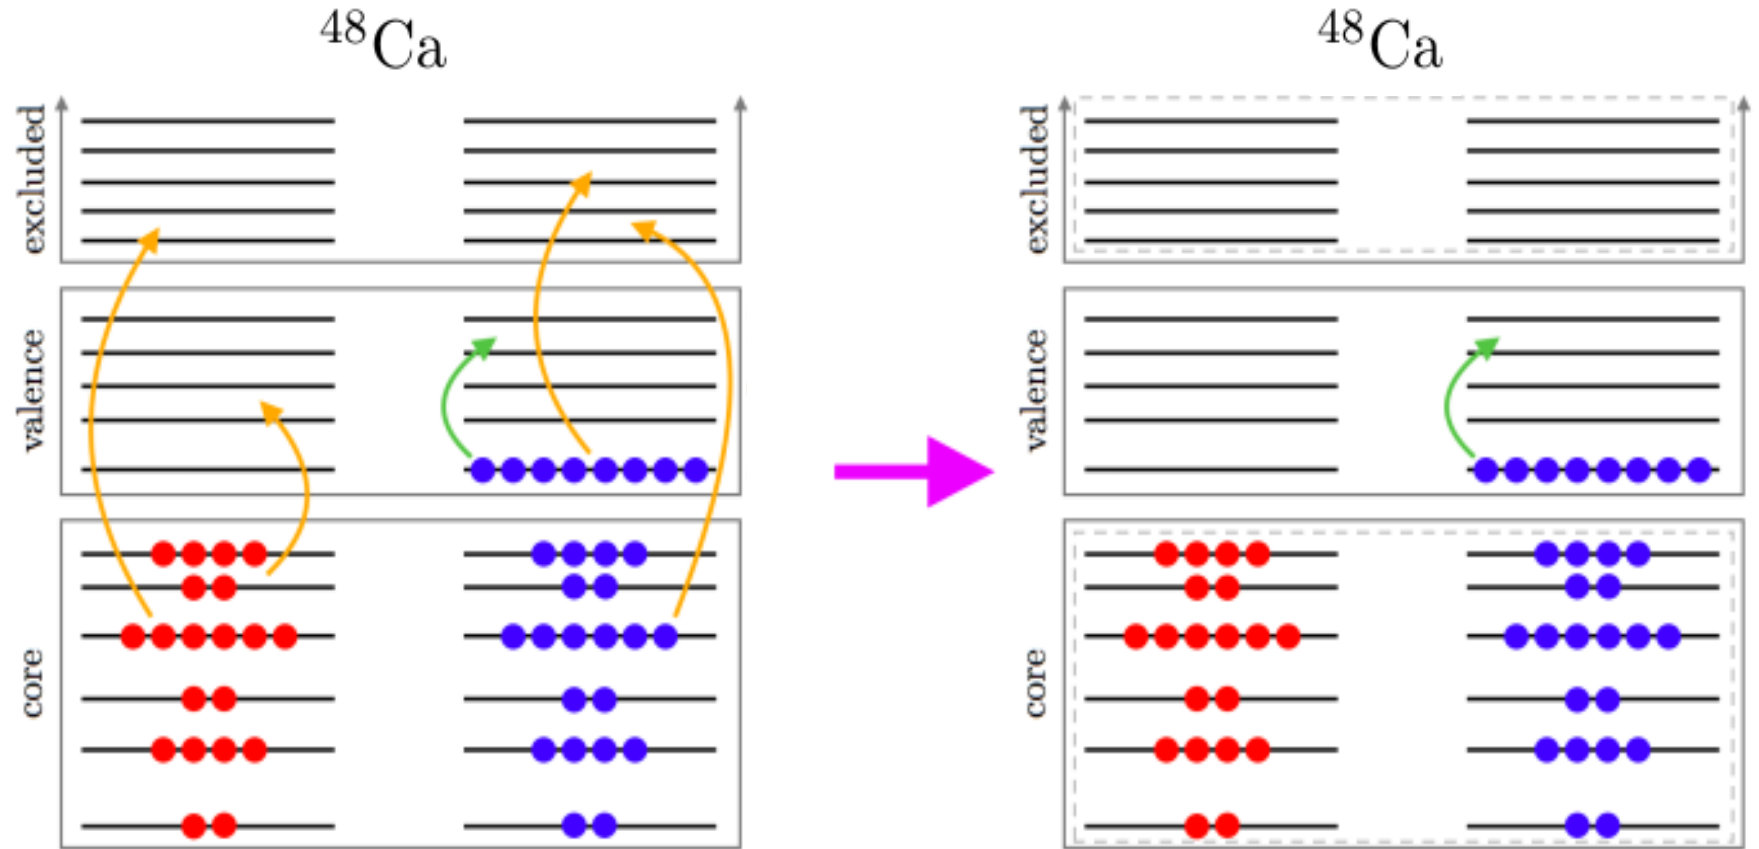 ⁴⁸Ca
excluded
valence
core
⁴⁸Ca
excluded
valence
core